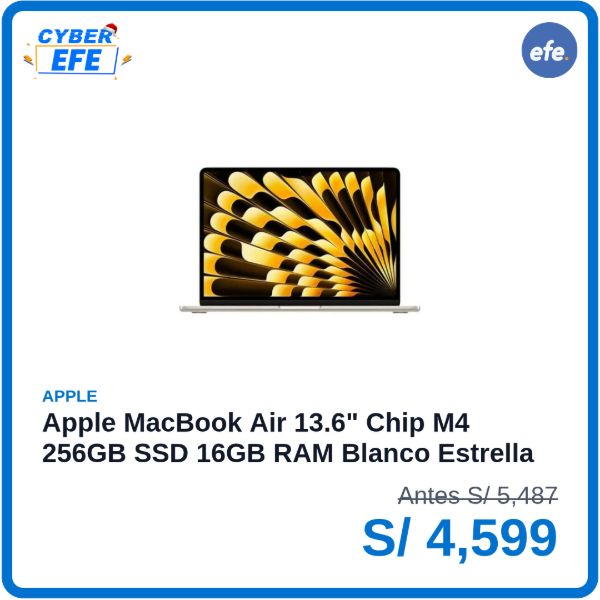 CYBER
EFE
efe.
APPLE
Apple MacBook Air 13.6" Chip M4
256GB SSD 16GB RAM Blanco Estrella
Antes S/ 5,487
S/ 4,599